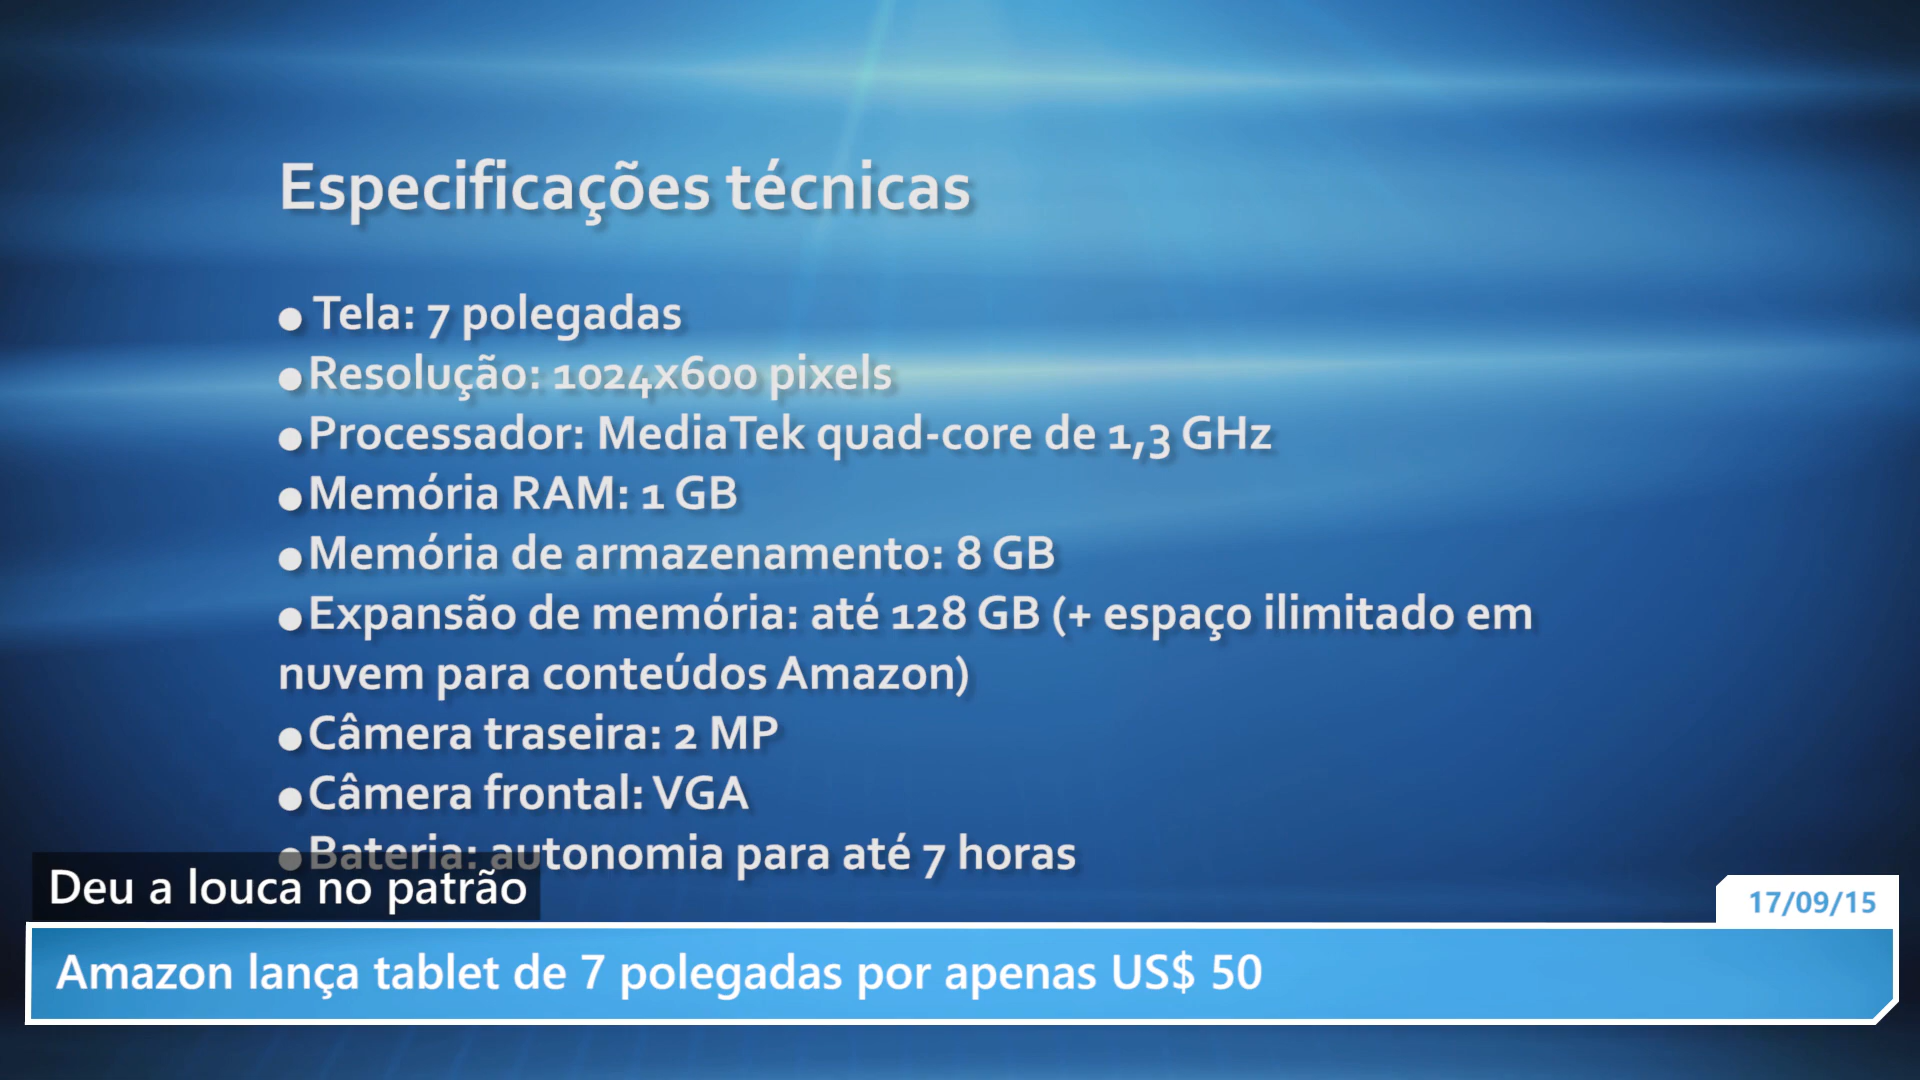 Especificações técnicas
● Tela: 7 polegadas
●Resolução: 1024x600 pixels
●Processador: MediaTek quad-core de 1,3 GHz
●Memória RAM: 1 GB
●Memória de armazenamento: 8 GB
●Expansão de memória: até 128 GB (+ espaço ilimitado em
nuvem para conteúdos Amazon)
●Câmera traseira: 2 MP
●Câmera frontal: VGA
●Bateria: autonomia para até 7 horas
Deu a louca no patrão
17/09/15
Amazon lança tablet de 7 polegadas por apenas US$ 50